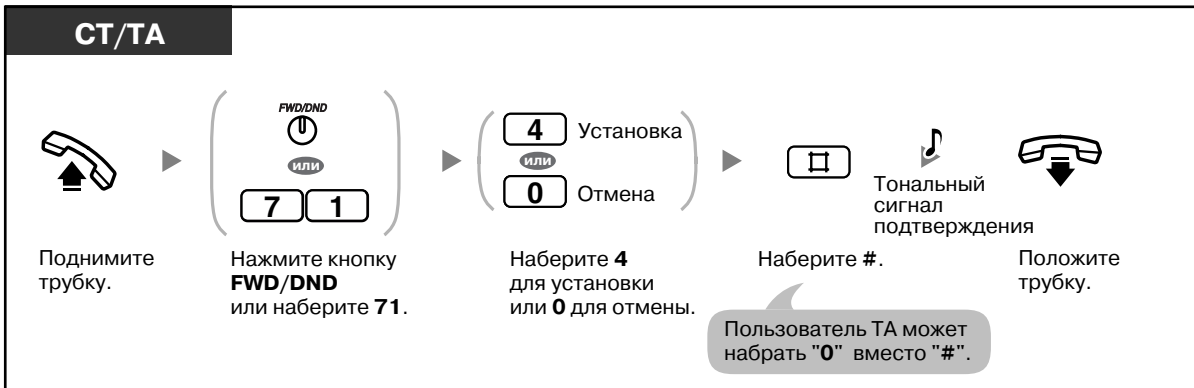 СТ/ТА
FWD/DND
или
7 1
4 Установка
или
0 Отмена
#
Тональный
сигнал
подтверждения
Поднимите
трубку.
Нажмите кнопку
FWD/DND
или наберите 71.
Наберите 4
для установки
или 0 для отмены.
Наберите #.
Положите
трубку.
Пользователь ТА может
набрать "0" вместо "#".